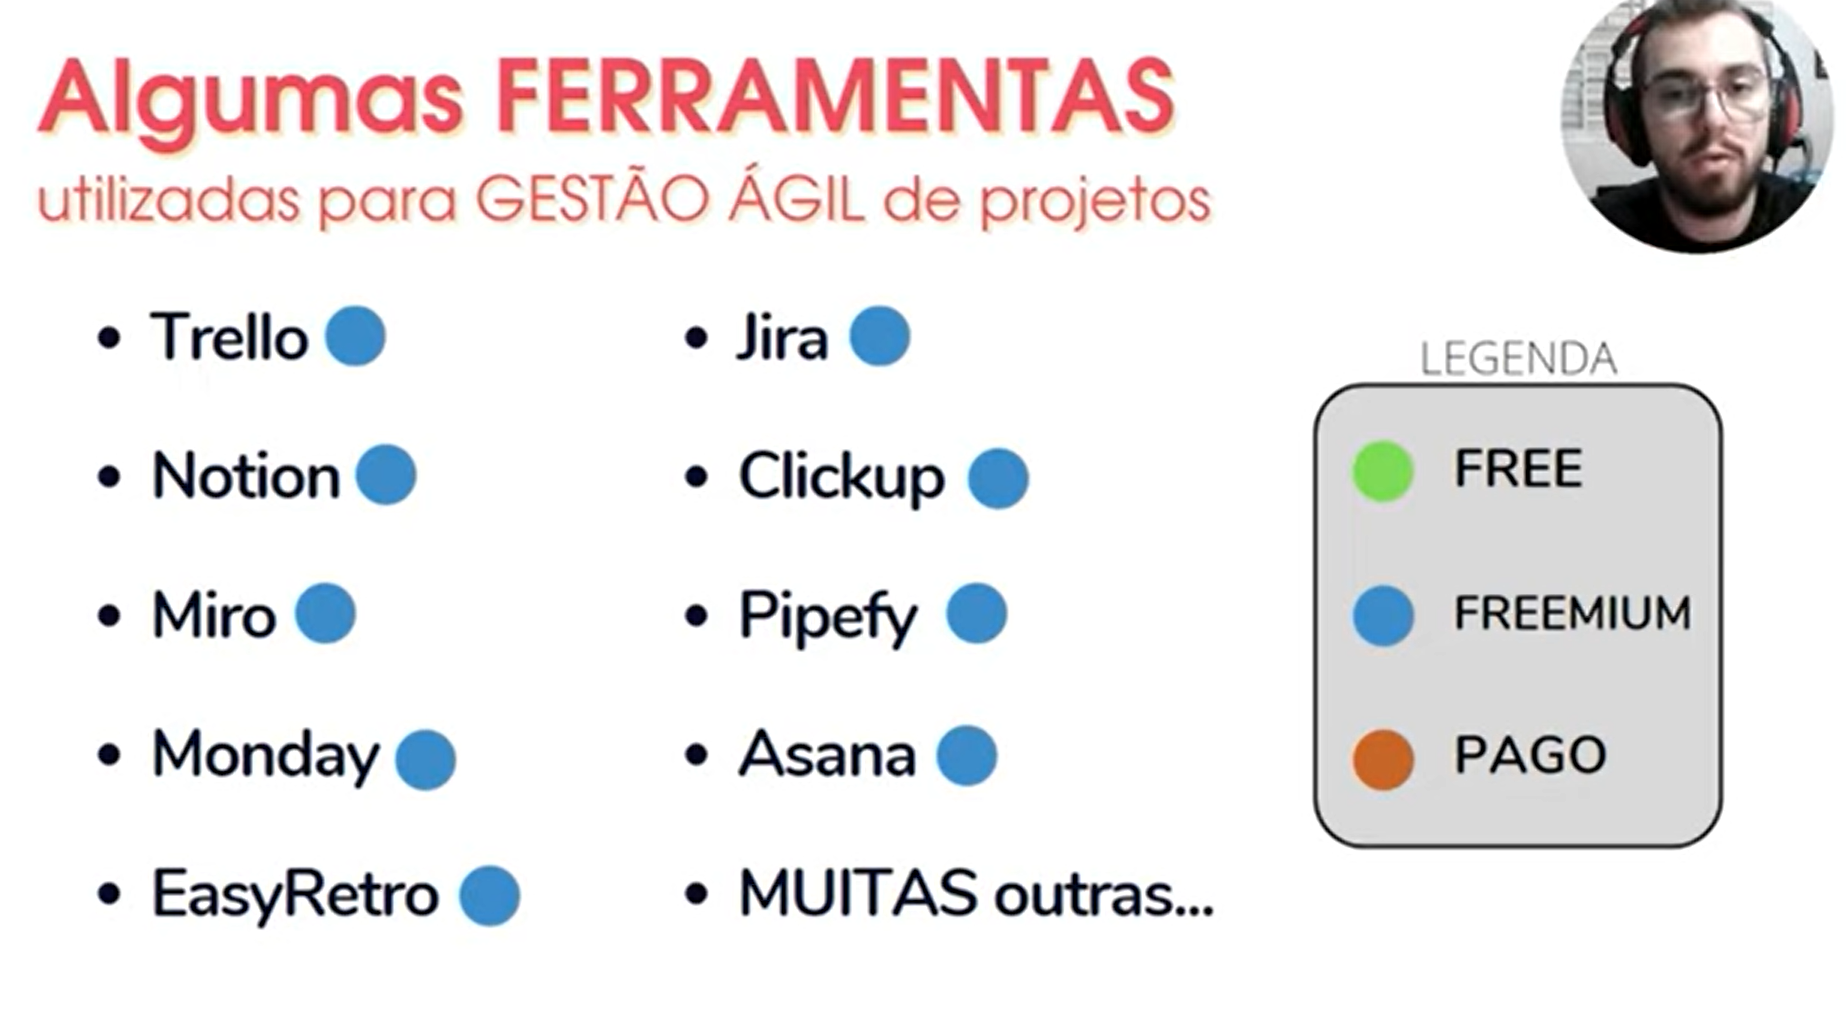 Algumas FERRAMENTAS
utilizadas para GESTÃO ÁGIL de projetos
• Trello
• Notion
• Miro
• Monday
• EasyRetro
• Jira
• Clickup
• Pipefy
• Asana
• MUITAS outras...
LEGENDA
FREE
FREEMIUM
PAGO